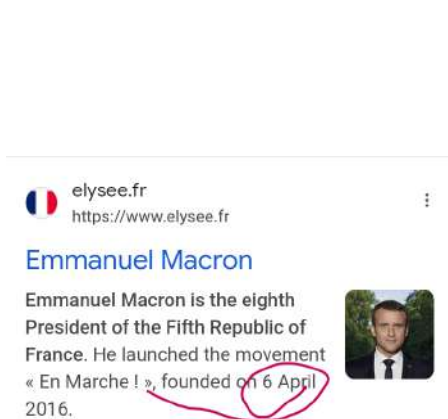 elysee.fr
https://www.elysee.fr
Emmanuel Macron
Emmanuel Macron is the eighth
President of the Fifth Republic of
France. He launched the movement
« En Marche ! », founded on 6 April
2016.